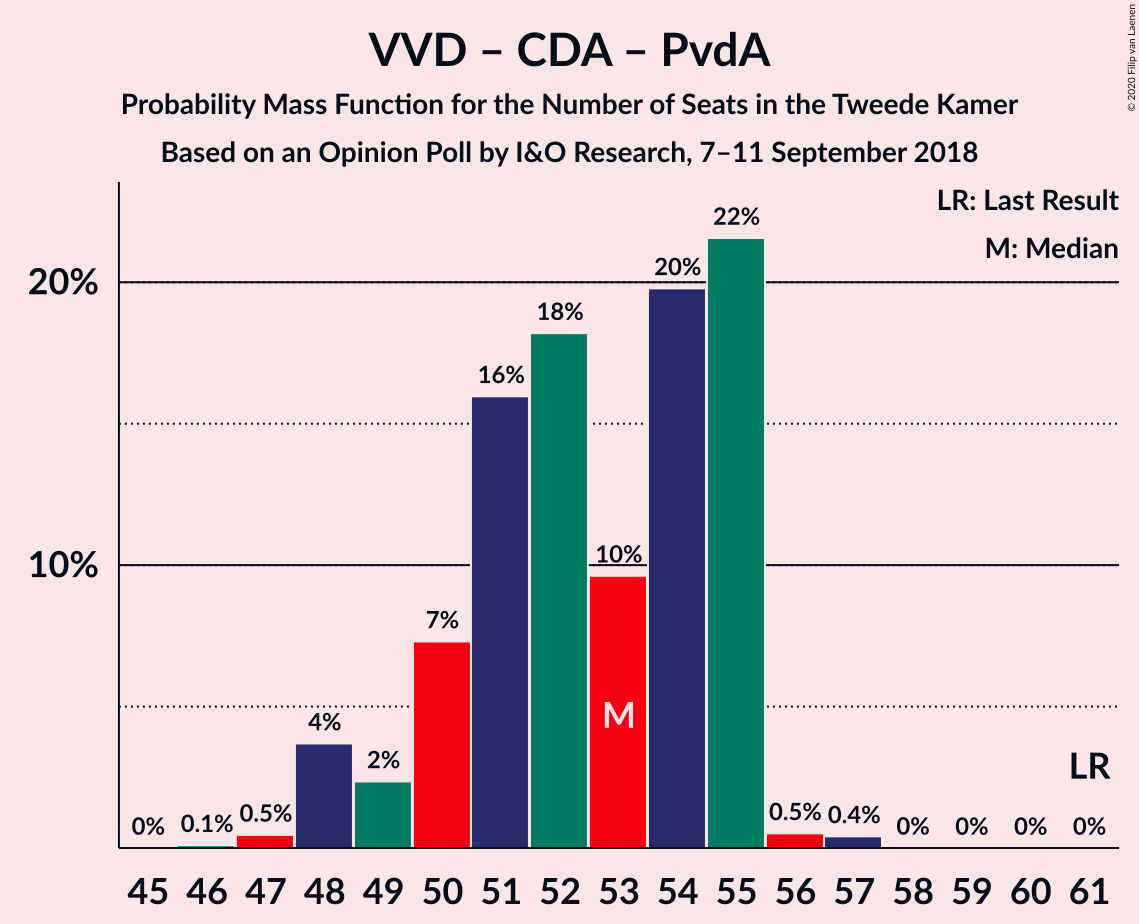 VVD – CDA – PvdA
Probability Mass Function for the Number of Seats in the Tweede Kamer
Based on an Opinion Poll by I&O Research, 7–11 September 2018
© 2020 Filip van Laenen
LR: Last Result
M: Median
22%
20%
20%
18%
16%
10%
10%
7%
M
4%
2%
LR
0%
0.1%
0.5%
0.5%
0.4%
0%
0%
0%
0%
45 46 47 48 49 50 51 52 53 54 55 56 57 58 59 60 61